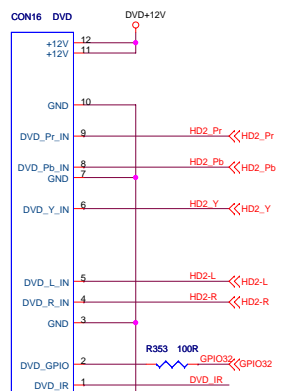 CON16 DVD
DVD+12V
+12V 12
+12V 11
GND 10
DVD_Pr_IN 9 HD2_Pr HD2_Pr
DVD_Pb_IN 8 HD2_Pb HD2_Pb
GND 7
DVD_Y_IN 6 HD2_Y HD2_Y
DVD_L_IN 5 HD2-L HD2-L
DVD_R_IN 4 HD2-R HD2-R
GND 3
R353 100R
DVD_GPIO 2 GPIO32 GPIO32
DVD_IR 1 DVD_IR